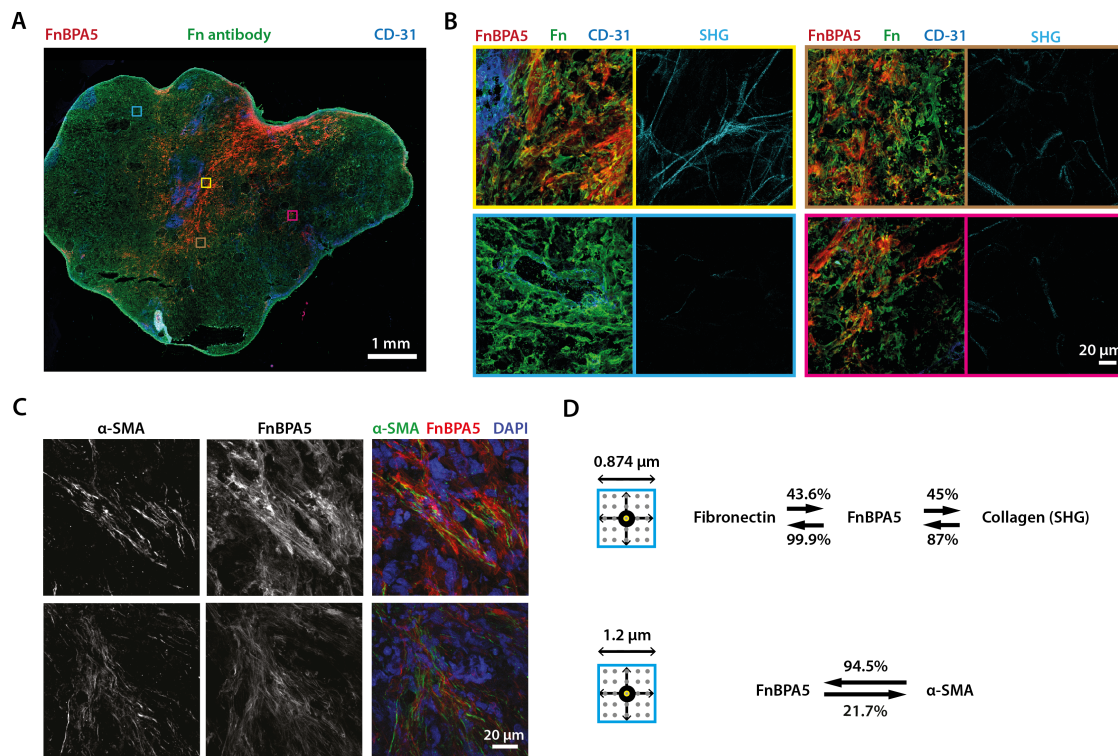 A
FnBPA5 Fn antibody CD-31
1 mm
B
FnBPA5 Fn CD-31 SHG
FnBPA5 Fn CD-31 SHG
20 μm
C
α-SMA FnBPA5 α-SMA FnBPA5 DAPI
20 μm
D
0.874 μm
43.6% 45%
Fibronectin FnBPA5 Collagen (SHG)
99.9% 87%
1.2 μm
94.5%
FnBPA5 α-SMA
21.7%